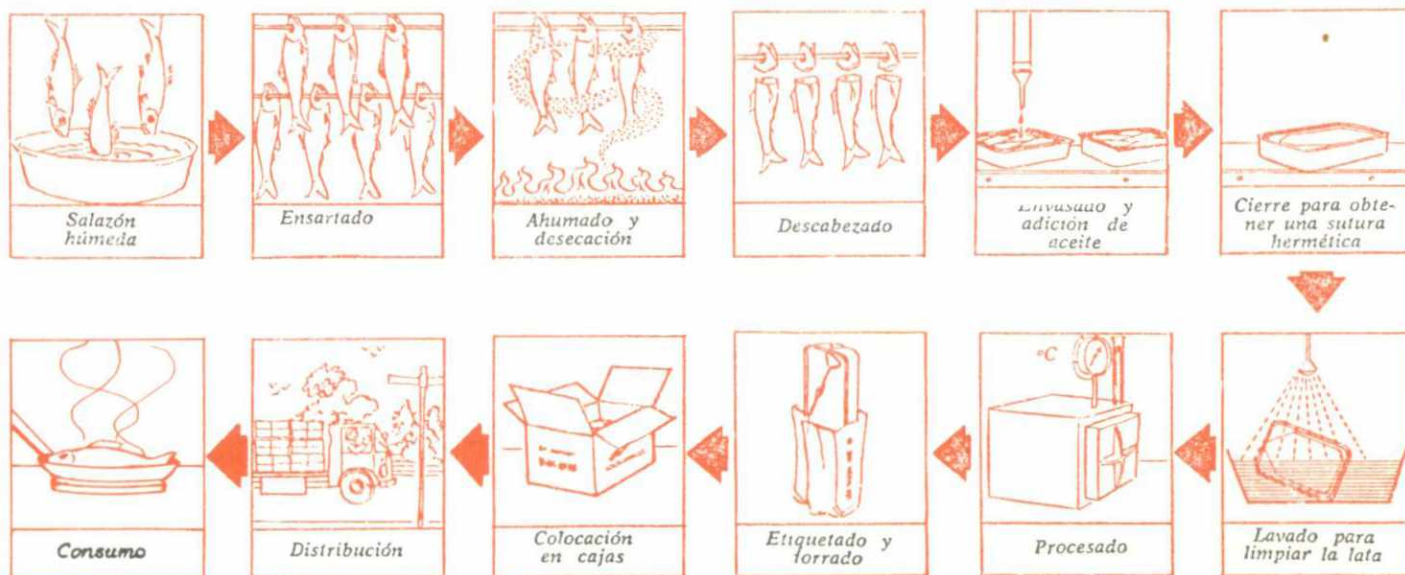 Salazón
húmeda
Ensartado
Ahumado y
desecación
Descabezado
Envasado y
adición de
aceite
Cierre para obte-
ner una sutura
hermética
Lavado para
limpiar la lata
°C
Procesado
Etiquetado y
forrado
Colocación
en cajas
Distribución
Consumo